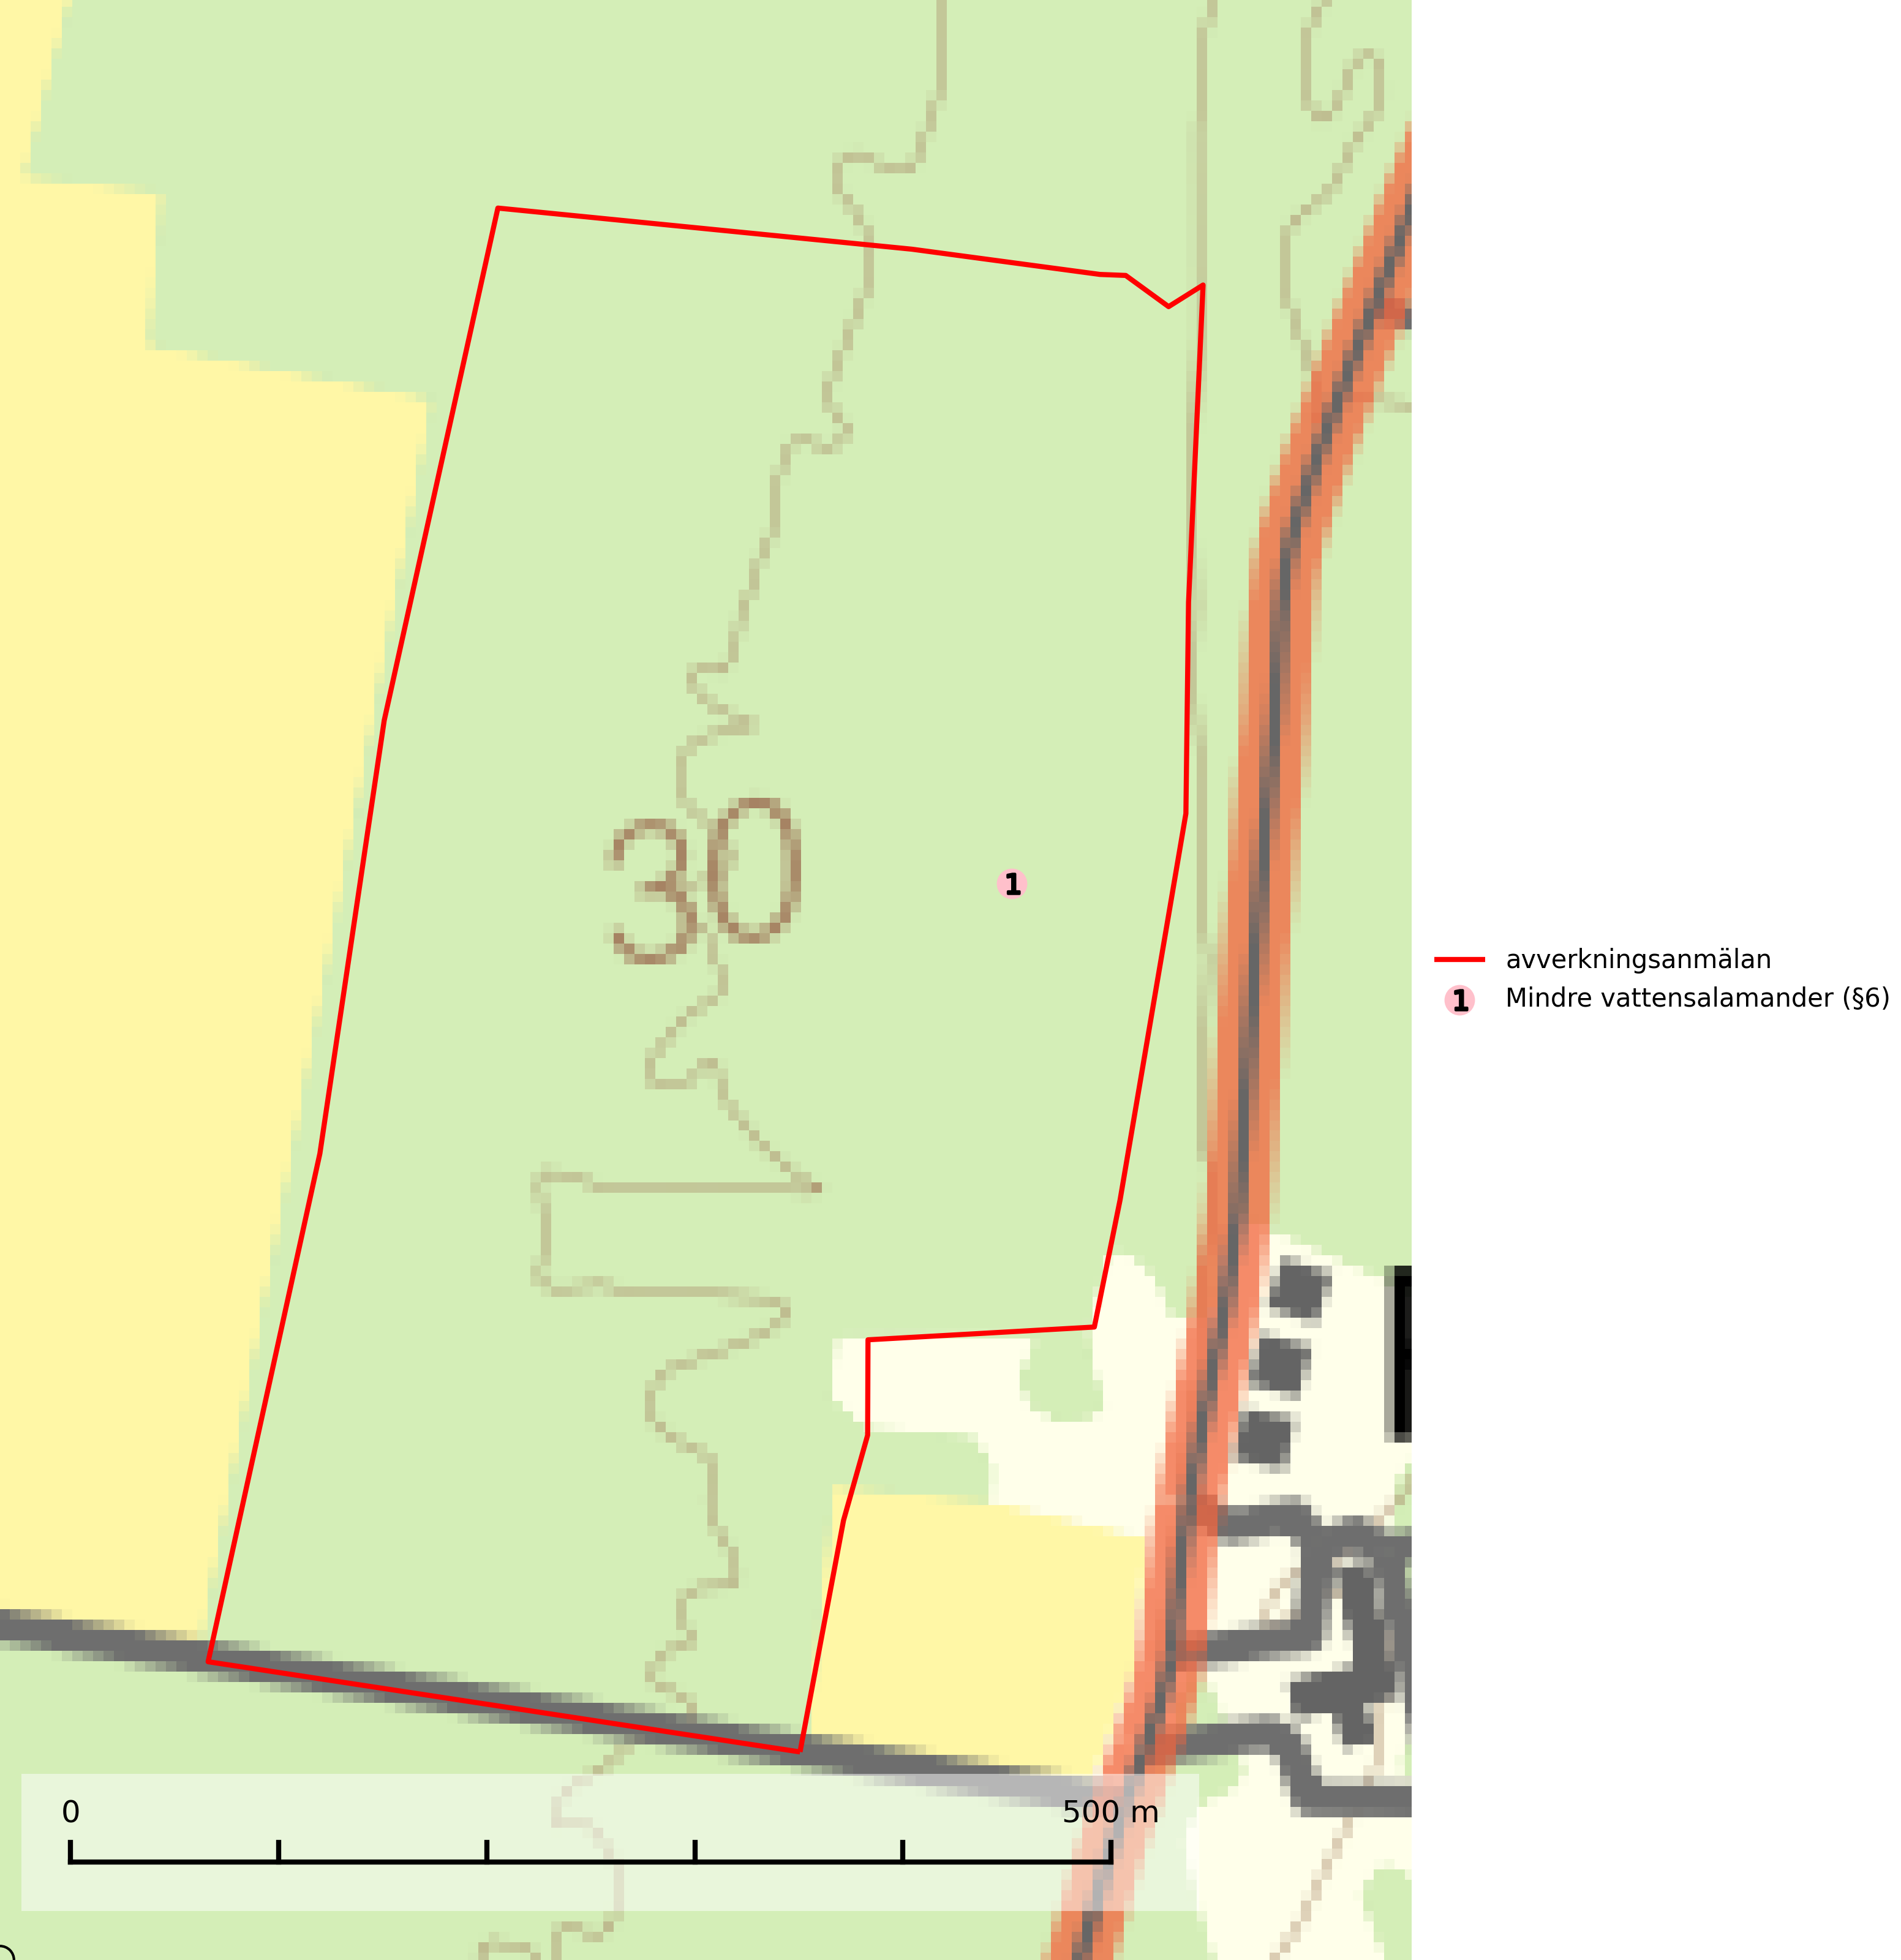 30
1
avverkningsanmälan
1 Mindre vattensalamander (§6)
0 500 m